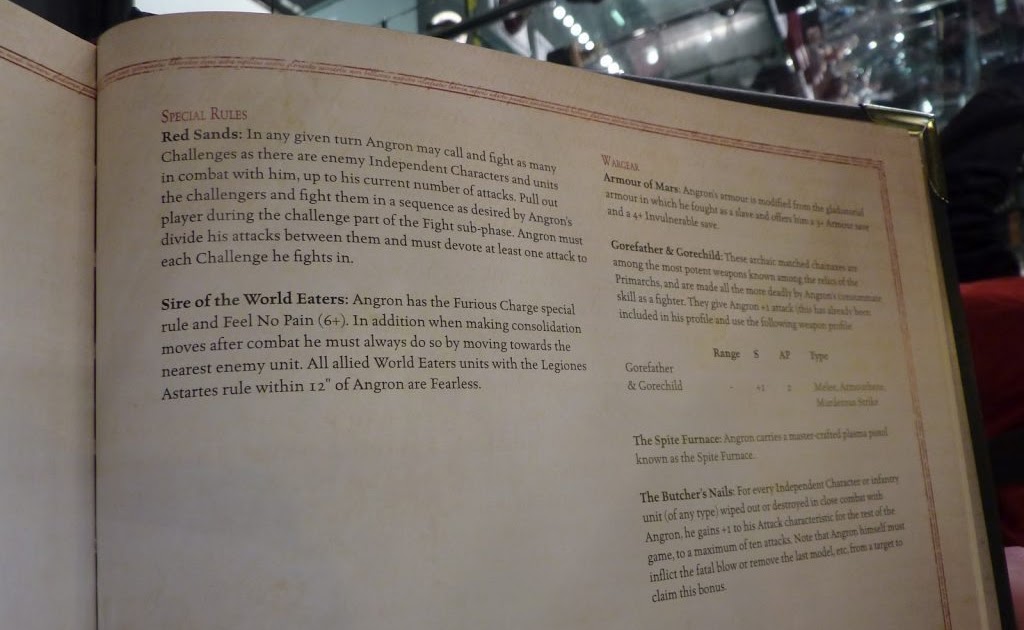 Special Rules
Red Sands: In any given turn Angron may call and fight as many
Challenges as there are enemy Independent Characters and units
in combat with him, up to his current number of attacks. Pull out
the challengers and fight them in a sequence as desired by Angron's
player during the challenge part of the Fight sub-phase. Angron must
divide his attacks between them and must devote at least one attack to
each Challenge he fights in.
Sire of the World Eaters: Angron has the Furious Charge special
rule and Feel No Pain (6+). In addition when making consolidation
moves after combat he must always do so by moving towards the
nearest enemy unit. All allied World Eaters units with the Legiones
Astartes rule within 12" of Angron are Fearless.
Wargear
Armour of Mars: Angron's armour is modified from the gladiatorial
armour in which he fought as a slave and offers him a 3+ Armour save
and a 4+ Invulnerable save.
Gorefather & Gorechild: These archaic matched chainaxes are
among the most potent weapons known among the relics of the
Primarchs, and are made all the more deadly by Angron's consummate
skill as a fighter. They give Angron +1 attack (this has already been
included in his profile and use the following weapon profile
Range S AP Type
Gorefather
& Gorechild - +1 2 Melee, Armourbane,
Murderous Strike
The Spite Furnace: Angron carries a master-crafted plasma pistol
known as the Spite Furnace.
The Butcher's Nails: For every Independent Character or infantry
unit (of any type) wiped out or destroyed in close combat with
Angron, he gains +1 to his Attack characteristic for the rest of the
game, to a maximum of ten attacks. Note that Angron himself must
inflict the fatal blow or remove the last model, etc. from a target to
claim this bonus.